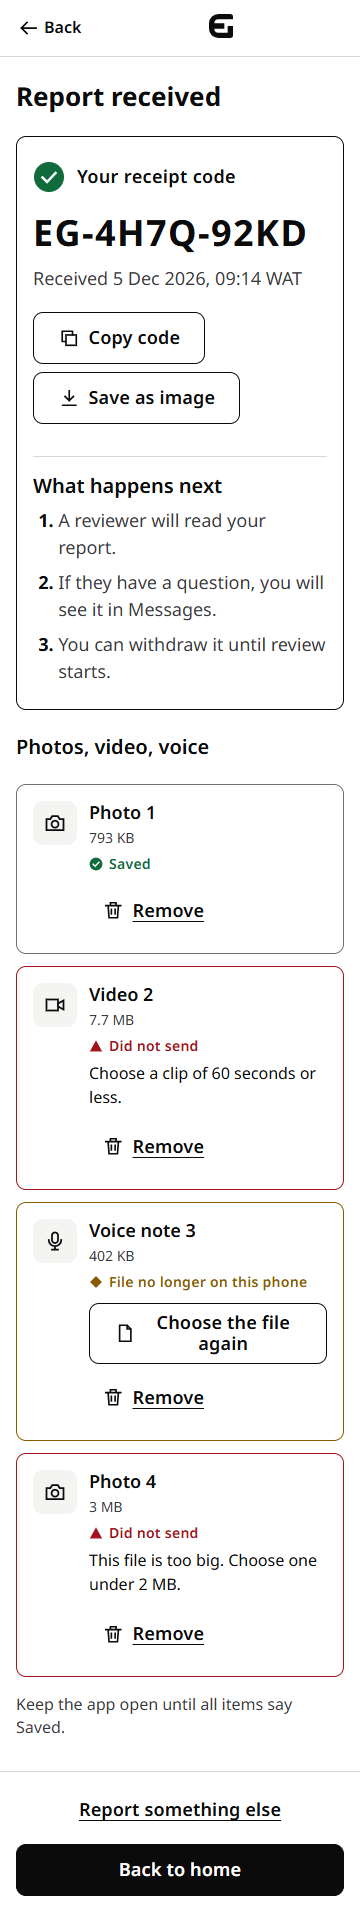 Back
Report received
Your receipt code
EG-4H7Q-92KD
Received 5 Dec 2026, 09:14 WAT
Copy code
Save as image
What happens next
1. A reviewer will read your
report.
2. If they have a question, you will
see it in Messages.
3. You can withdraw it until review
starts.
Photos, video, voice
Photo 1
793 KB
Saved
Remove
Video 2
7.7 MB
Did not send
Choose a clip of 60 seconds or
less.
Remove
Voice note 3
402 KB
File no longer on this phone
Choose the file
again
Remove
Photo 4
3 MB
Did not send
This file is too big. Choose one
under 2 MB.
Remove
Keep the app open until all items say
Saved.
Report something else
Back to home